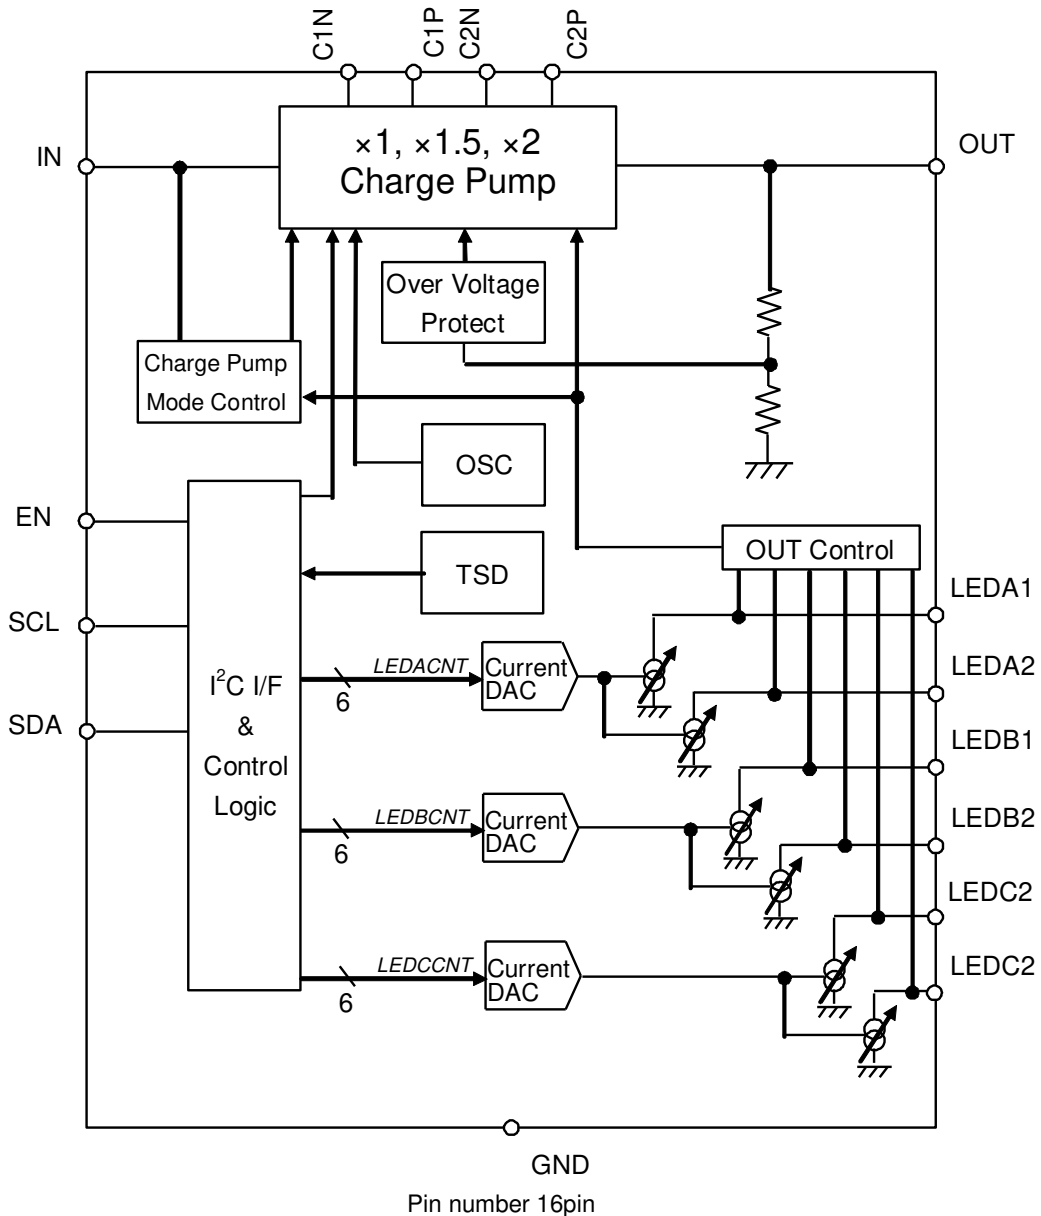 C1N
C1P
C2N
C2P
IN
×1, ×1.5, ×2
Charge Pump
OUT
Over Voltage
Protect
Charge Pump
Mode Control
OSC
EN
OUT Control
TSD
LEDA1
SCL
I²C I/F
&
Control
Logic
6
LEDACNT
Current
DAC
LEDA2
SDA
LEDB1
6
LEDBCNT
Current
DAC
LEDB2
LEDC2
6
LEDCCNT
Current
DAC
LEDC2
GND
Pin number 16pin